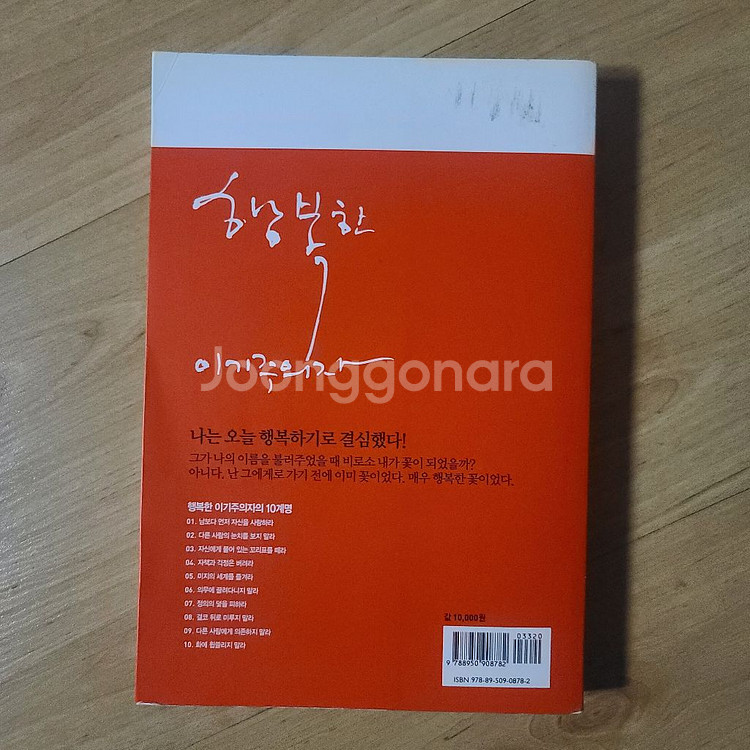 행복한
이기주의자
Joonggonara
나는 오늘 행복하기로 결심했다!
그가 나의 이름을 불러주었을 때 비로소 내가 꽃이 되었을까?
아니다. 난 그에게로 가기 전에 이미 꽃이었다. 매우 행복한 꽃이었다.
행복한 이기주의자의 10계명
01. 남보다 먼저 자신을 사랑하라
02. 다른 사람의 눈치를 보지 말라
03. 자신에게 붙어 있는 꼬리표를 떼라
04. 자책과 걱정은 버려라
05. 미지의 세계를 즐겨라
06. 의무에 끌려다니지 말라
07. 정의의 덫을 피하라
08. 결코 뒤로 미루지 말라
09. 다른 사람에게 의존하지 말라
10. 화에 휩쓸리지 말라
값 10,000원
03320
9 788950 908782
ISBN 978-89-509-0878-2